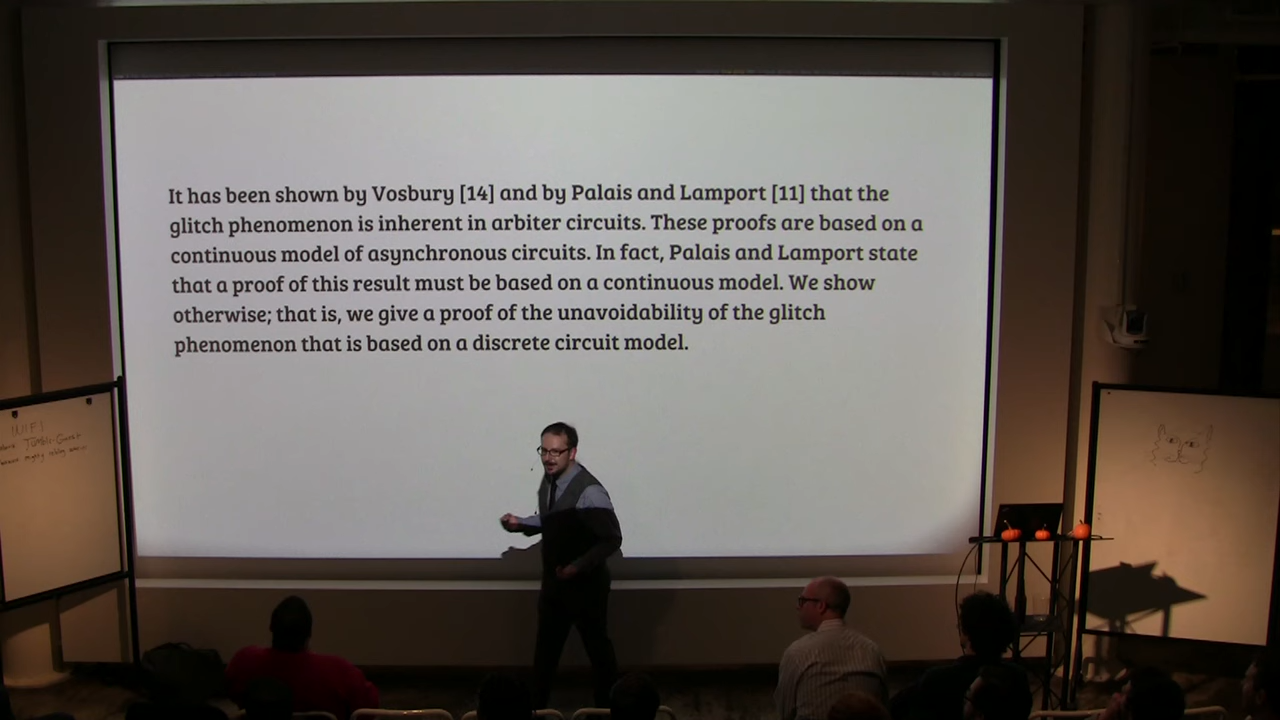 It has been shown by Vosbury [14] and by Palais and Lamport [11] that the
glitch phenomenon is inherent in arbiter circuits. These proofs are based on a
continuous model of asynchronous circuits. In fact, Palais and Lamport state
that a proof of this result must be based on a continuous model. We show
otherwise; that is, we give a proof of the unavoidability of the glitch
phenomenon that is based on a discrete circuit model.
WIFI